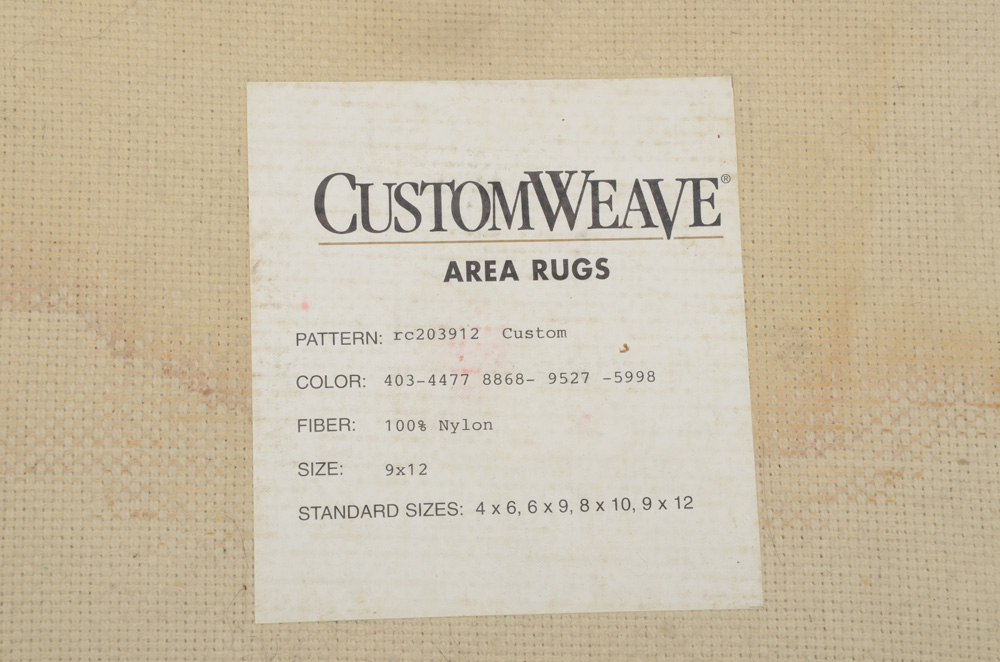 CUSTOMWEAVE®
AREA RUGS
PATTERN: rc203912 Custom
COLOR: 403-4477 8868- 9527 -5998
FIBER: 100% Nylon
SIZE: 9x12
STANDARD SIZES: 4 x 6, 6 x 9, 8 x 10, 9 x 12